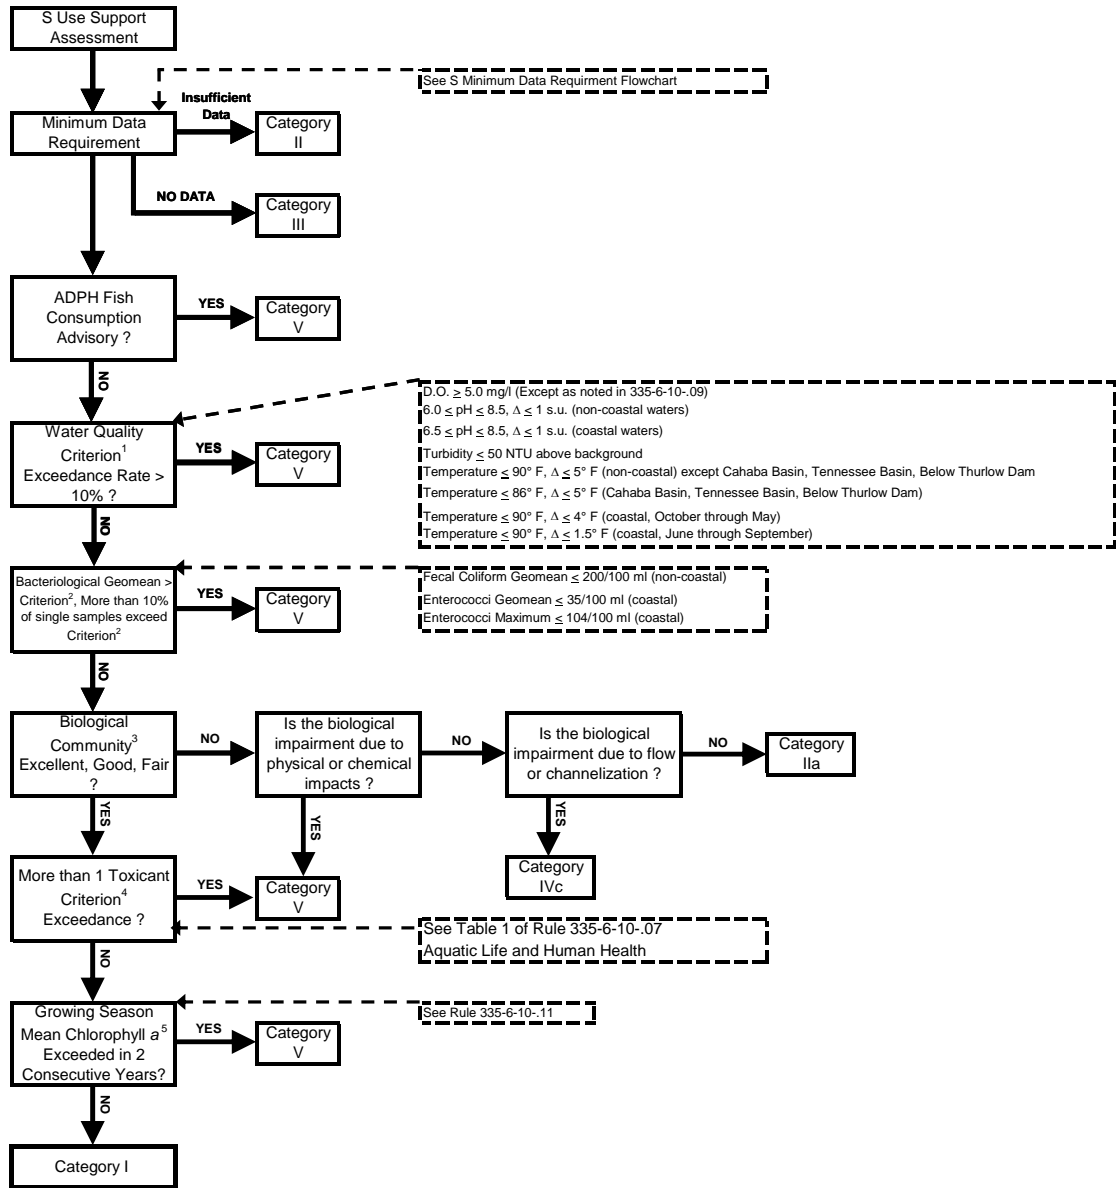 S Use Support
Assessment
See S Minimum Data Requirment Flowchart
Insufficient
Data
Minimum Data
Requirement
Category
II
NO DATA
Category
III
ADPH Fish
Consumption
Advisory ?
YES
Category
V
NO
D.O. ≥ 5.0 mg/l (Except as noted in 335-6-10-.09)
6.0 ≤ pH ≤ 8.5, Δ ≤ 1 s.u. (non-coastal waters)
6.5 ≤ pH ≤ 8.5, Δ ≤ 1 s.u. (coastal waters)
Turbidity ≤ 50 NTU above background
Temperature ≤ 90° F, Δ ≤ 5° F (non-coastal) except Cahaba Basin, Tennessee Basin, Below Thurlow Dam
Temperature ≤ 86° F, Δ ≤ 5° F (Cahaba Basin, Tennessee Basin, Below Thurlow Dam)
Temperature ≤ 90° F, Δ ≤ 4° F (coastal, October through May)
Temperature ≤ 90° F, Δ ≤ 1.5° F (coastal, June through September)
Water Quality
Criterion¹
Exceedance Rate >
10% ?
YES
Category
V
NO
Bacteriological Geomean >
Criterion², More than 10%
of single samples exceed
Criterion²
YES
Category
V
Fecal Coliform Geomean ≤ 200/100 ml (non-coastal)
Enterococci Geomean ≤ 35/100 ml (coastal)
Enterococci Maximum ≤ 104/100 ml (coastal)
NO
Biological
Community³
Excellent, Good, Fair
?
NO
Is the biological
impairment due to
physical or chemical
impacts ?
NO
Is the biological
impairment due to flow
or channelization ?
NO
Category
IIa
YES
YES
YES
More than 1 Toxicant
Criterion⁴
Exceedance ?
YES
Category
V
Category
IVc
See Table 1 of Rule 335-6-10-.07
Aquatic Life and Human Health
NO
Growing Season
Mean Chlorophyll a⁵
Exceeded in 2
Consecutive Years?
YES
Category
V
See Rule 335-6-10-.11
NO
Category I